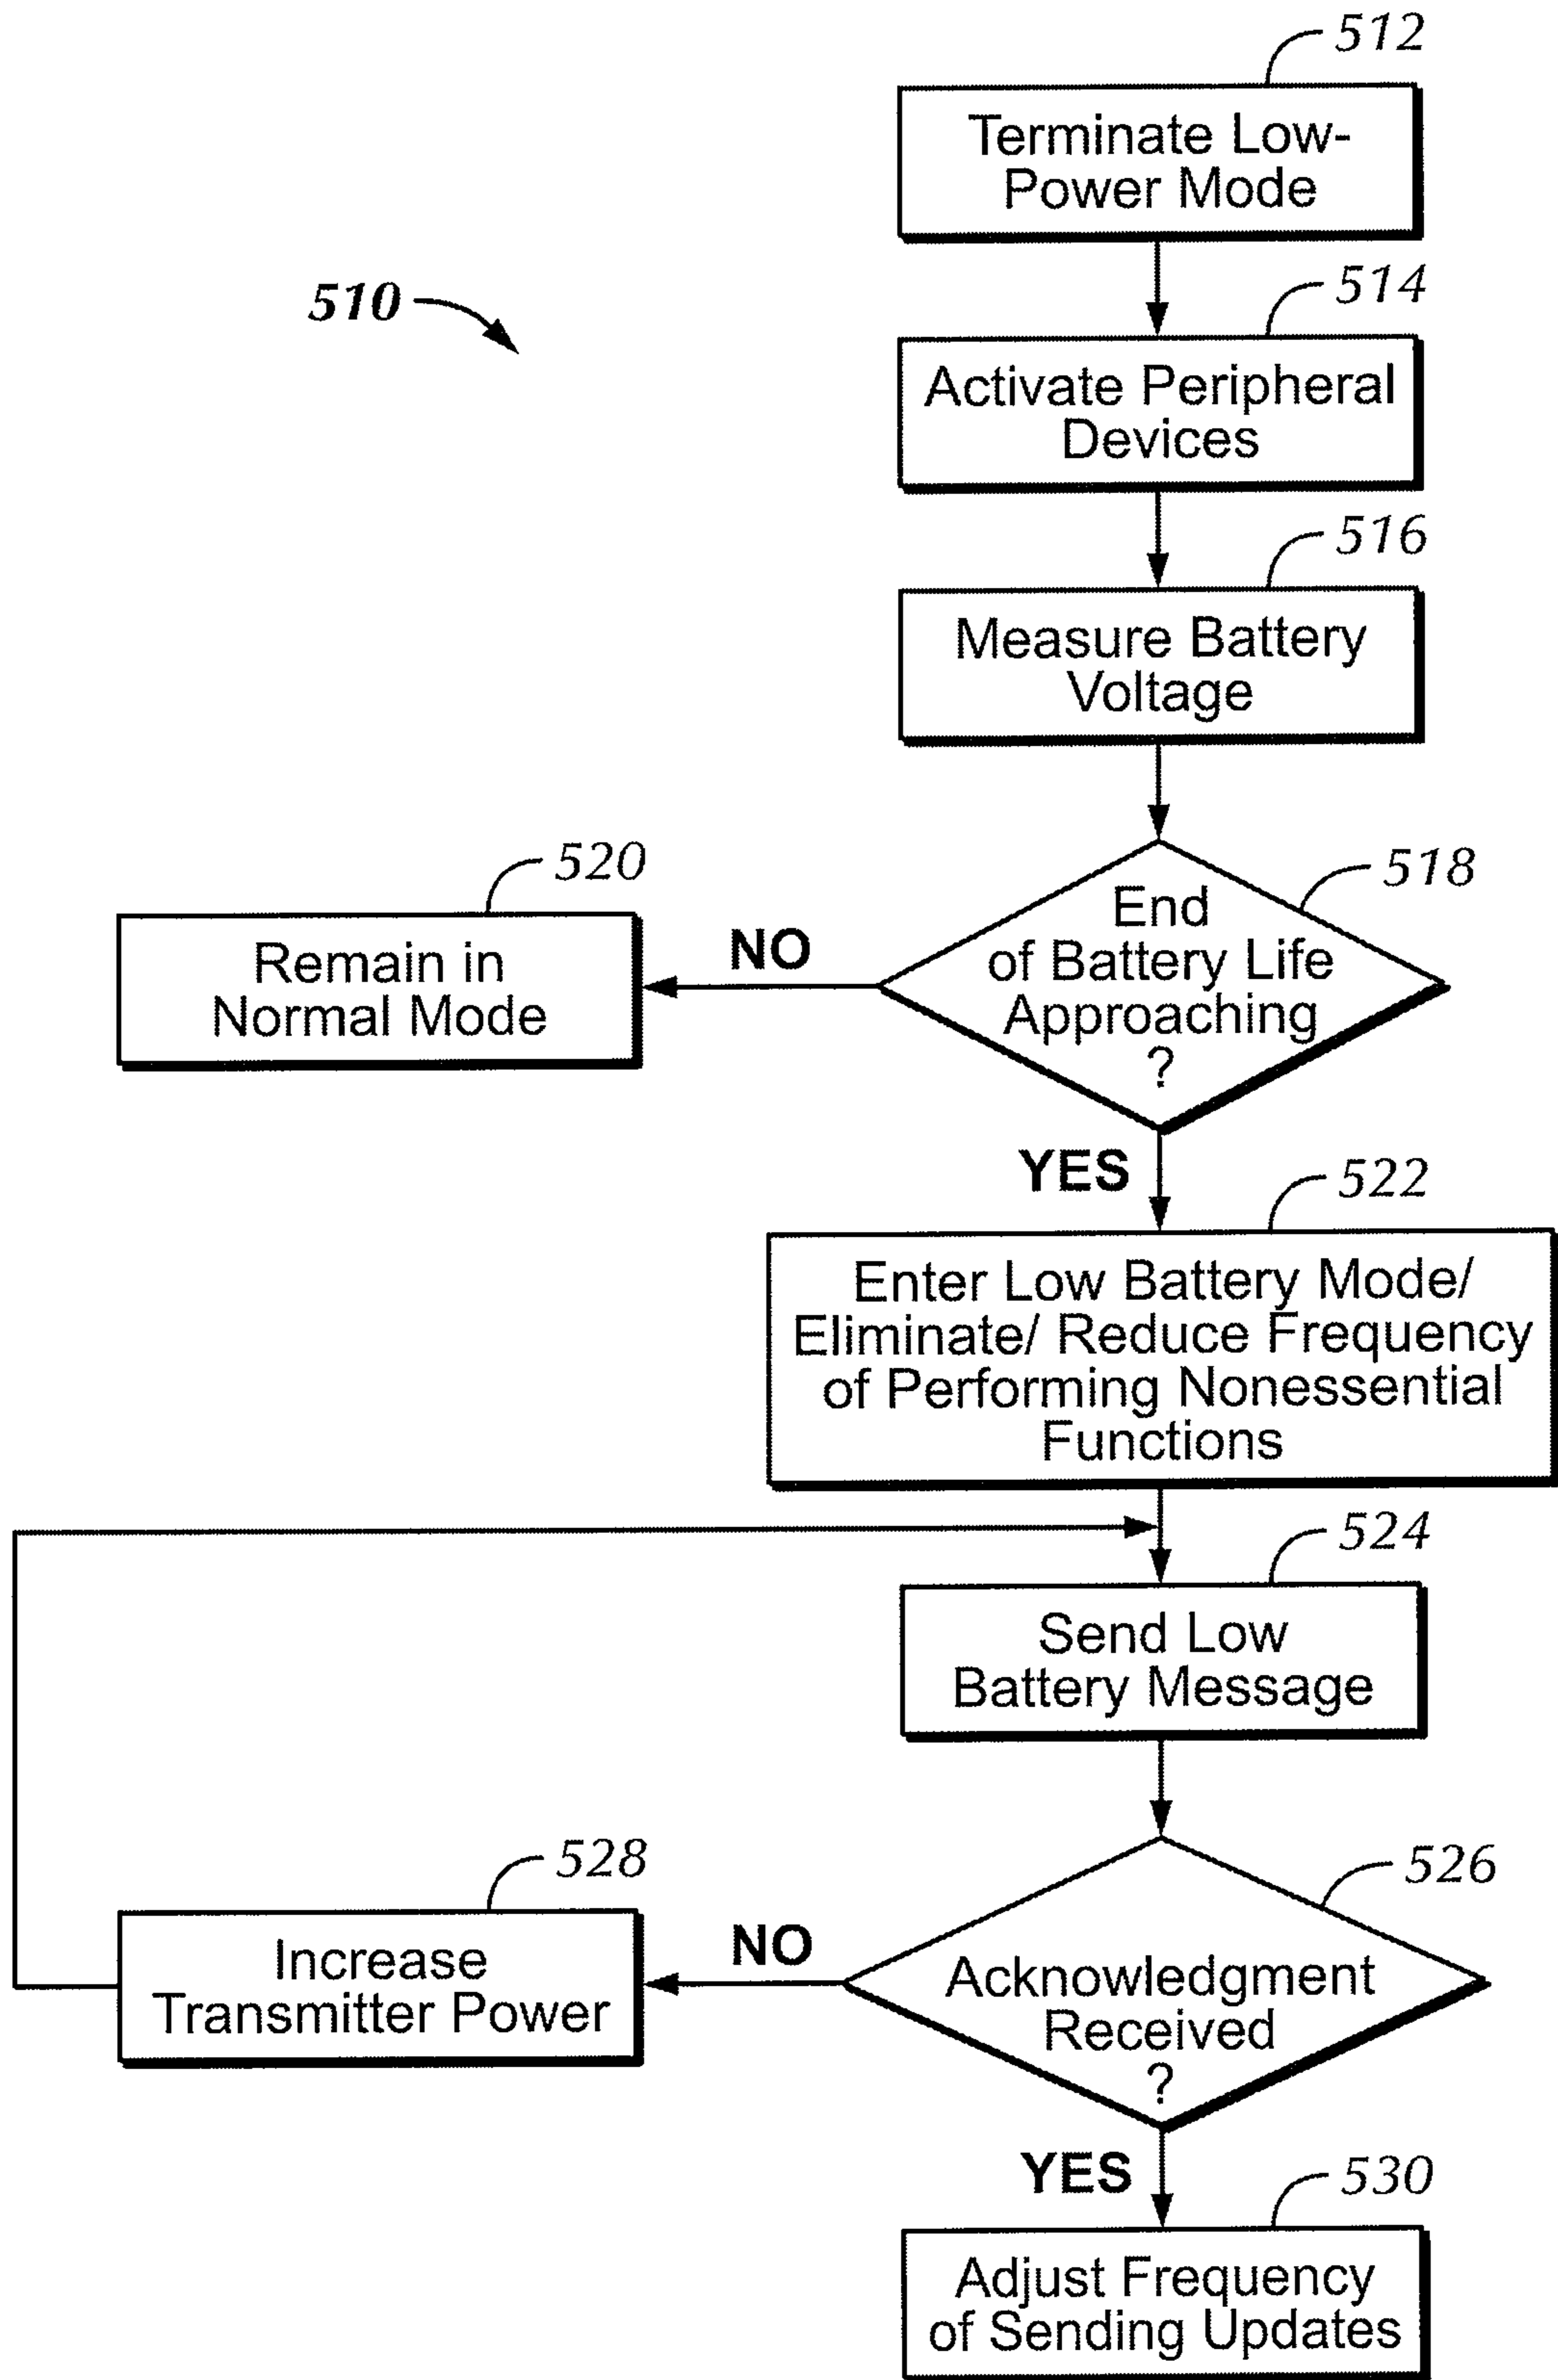 512
Terminate Low-
Power Mode
510
514
Activate Peripheral
Devices
516
Measure Battery
Voltage
518
End
of Battery Life
Approaching
?
520
NO
Remain in
Normal Mode
YES
522
Enter Low Battery Mode/
Eliminate/ Reduce Frequency
of Performing Nonessential
Functions
524
Send Low
Battery Message
526
Acknowledgment
Received
?
528
NO
Increase
Transmitter Power
YES
530
Adjust Frequency
of Sending Updates